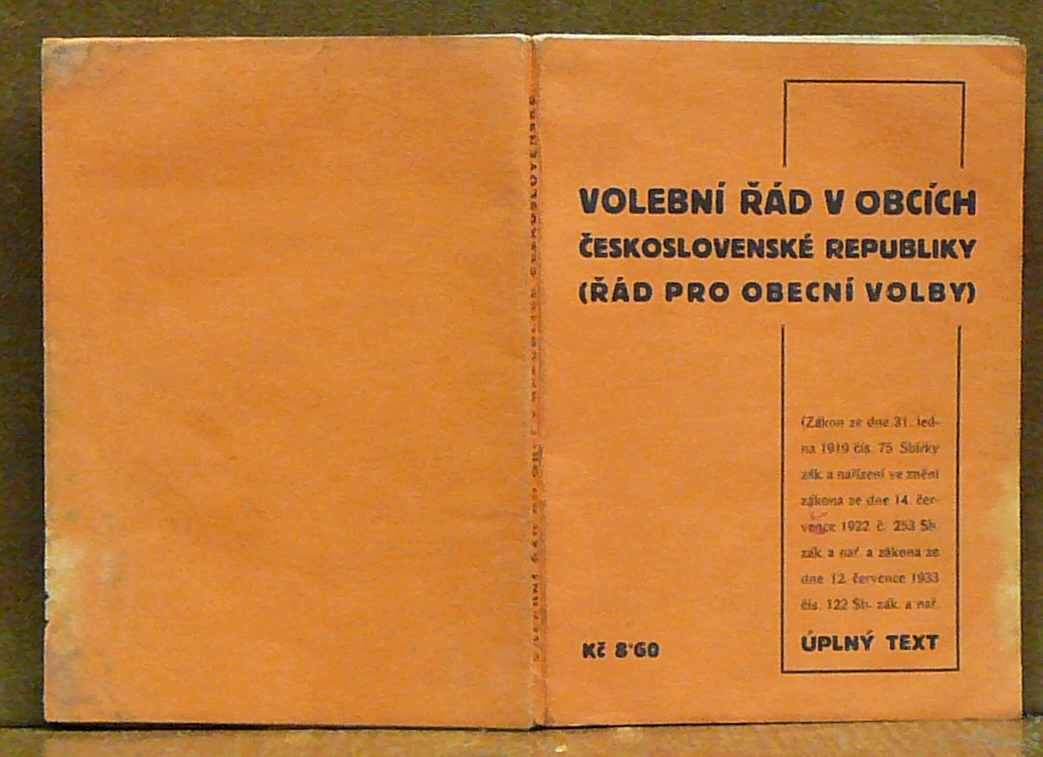 VOLEBNÍ ŘÁD V OBCÍCH
ČESKOSLOVENSKÉ REPUBLIKY
(ŘÁD PRO OBECNÍ VOLBY)
(Zákon ze dne 31. led-
na 1919 čís. 75 Sbírky
zák. a nařízení ve znění
zákona ze dne 14. čer-
vence 1922 č. 253 Sb.
zák. a nař. a zákona ze
dne 12. července 1933
čís. 122 Sb. zák. a nař.
ÚPLNÝ TEXT
Kč 8'60